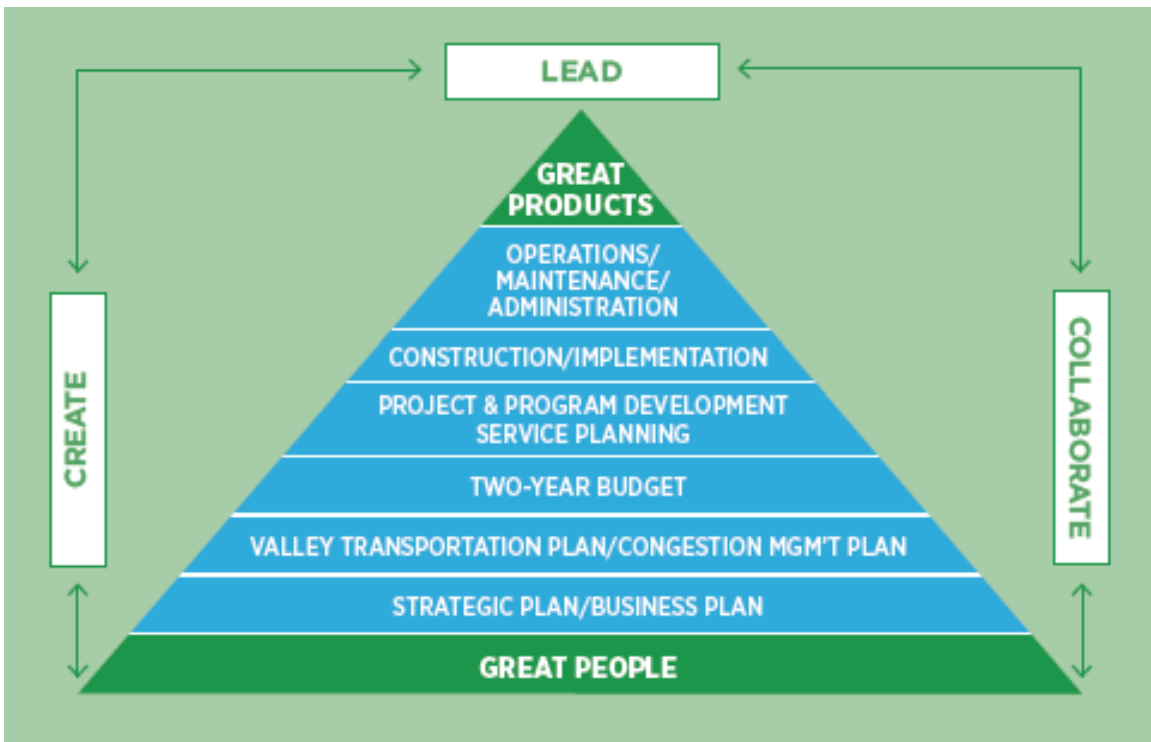 LEAD
GREAT
PRODUCTS
OPERATIONS/
MAINTENANCE/
ADMINISTRATION
CONSTRUCTION/IMPLEMENTATION
PROJECT & PROGRAM DEVELOPMENT
SERVICE PLANNING
TWO-YEAR BUDGET
VALLEY TRANSPORTATION PLAN/CONGESTION MGM'T PLAN
STRATEGIC PLAN/BUSINESS PLAN
GREAT PEOPLE
CREATE
COLLABORATE